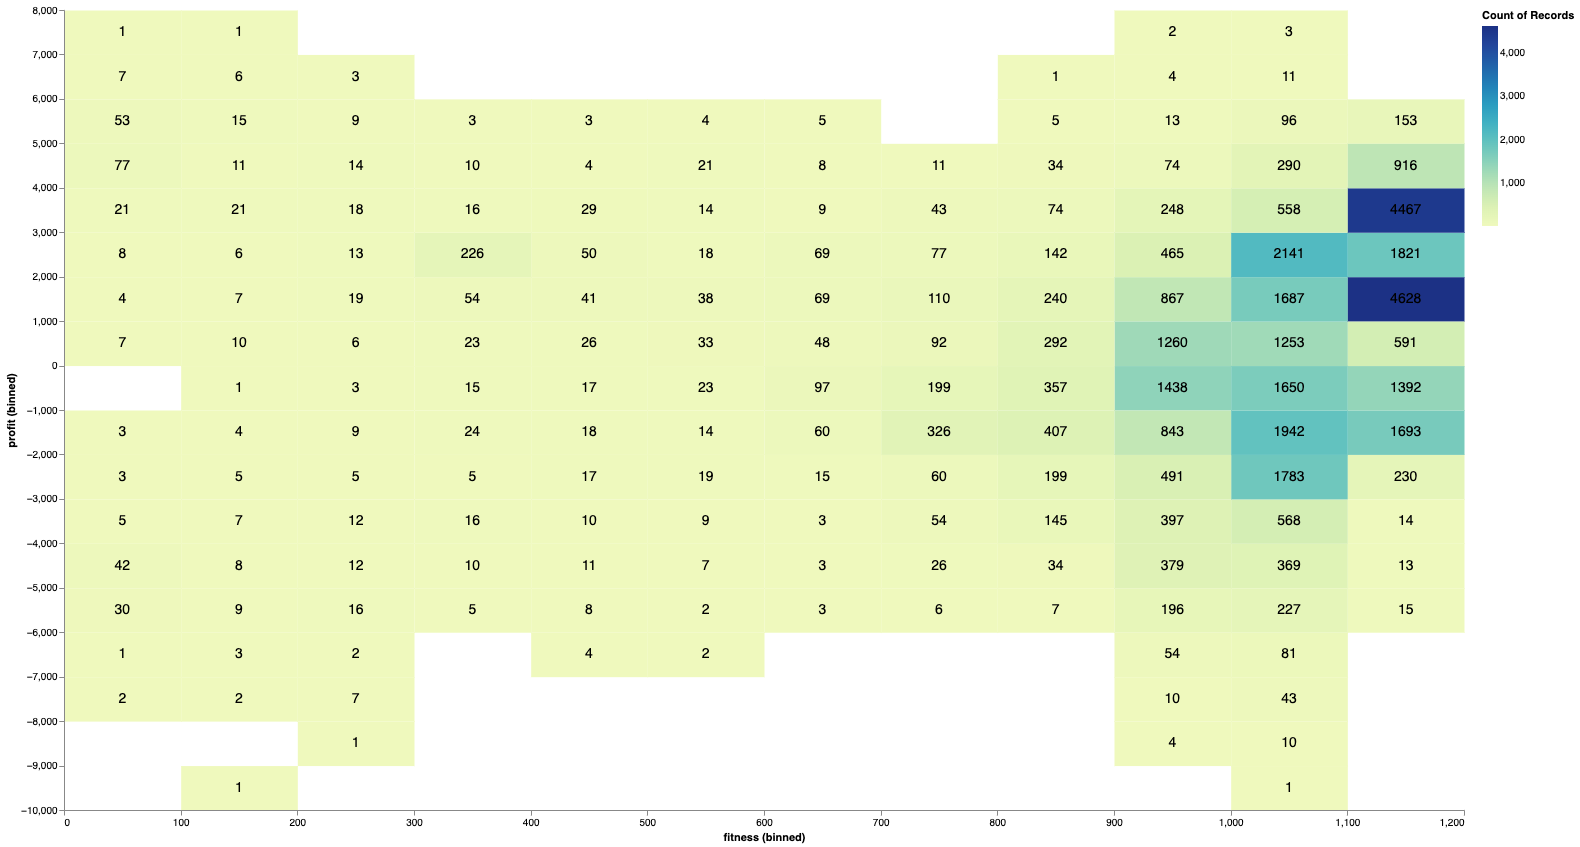 Count of Records
4,000
3,000
2,000
1,000
8,000
1 1 2 3
7,000
7 6 3 1 4 11
6,000
53 15 9 3 3 4 5 5 13 96 153
5,000
77 11 14 10 4 21 8 11 34 74 290 916
4,000
21 21 18 16 29 14 9 43 74 248 558 4467
3,000
8 6 13 226 50 18 69 77 142 465 2141 1821
2,000
4 7 19 54 41 38 69 110 240 867 1687 4628
1,000
7 10 6 23 26 33 48 92 292 1260 1253 591
0
1 3 15 17 23 97 199 357 1438 1650 1392
−1,000
3 4 9 24 18 14 60 326 407 843 1942 1693
−2,000
3 5 5 5 17 19 15 60 199 491 1783 230
−3,000
5 7 12 16 10 9 3 54 145 397 568 14
−4,000
42 8 12 10 11 7 3 26 34 379 369 13
−5,000
30 9 16 5 8 2 3 6 7 196 227 15
−6,000
1 3 2 4 2 54 81
−7,000
2 2 7 10 43
−8,000
1 4 10
−9,000
1 1
−10,000
profit (binned)
0 100 200 300 400 500 600 700 800 900 1,000 1,100 1,200
fitness (binned)